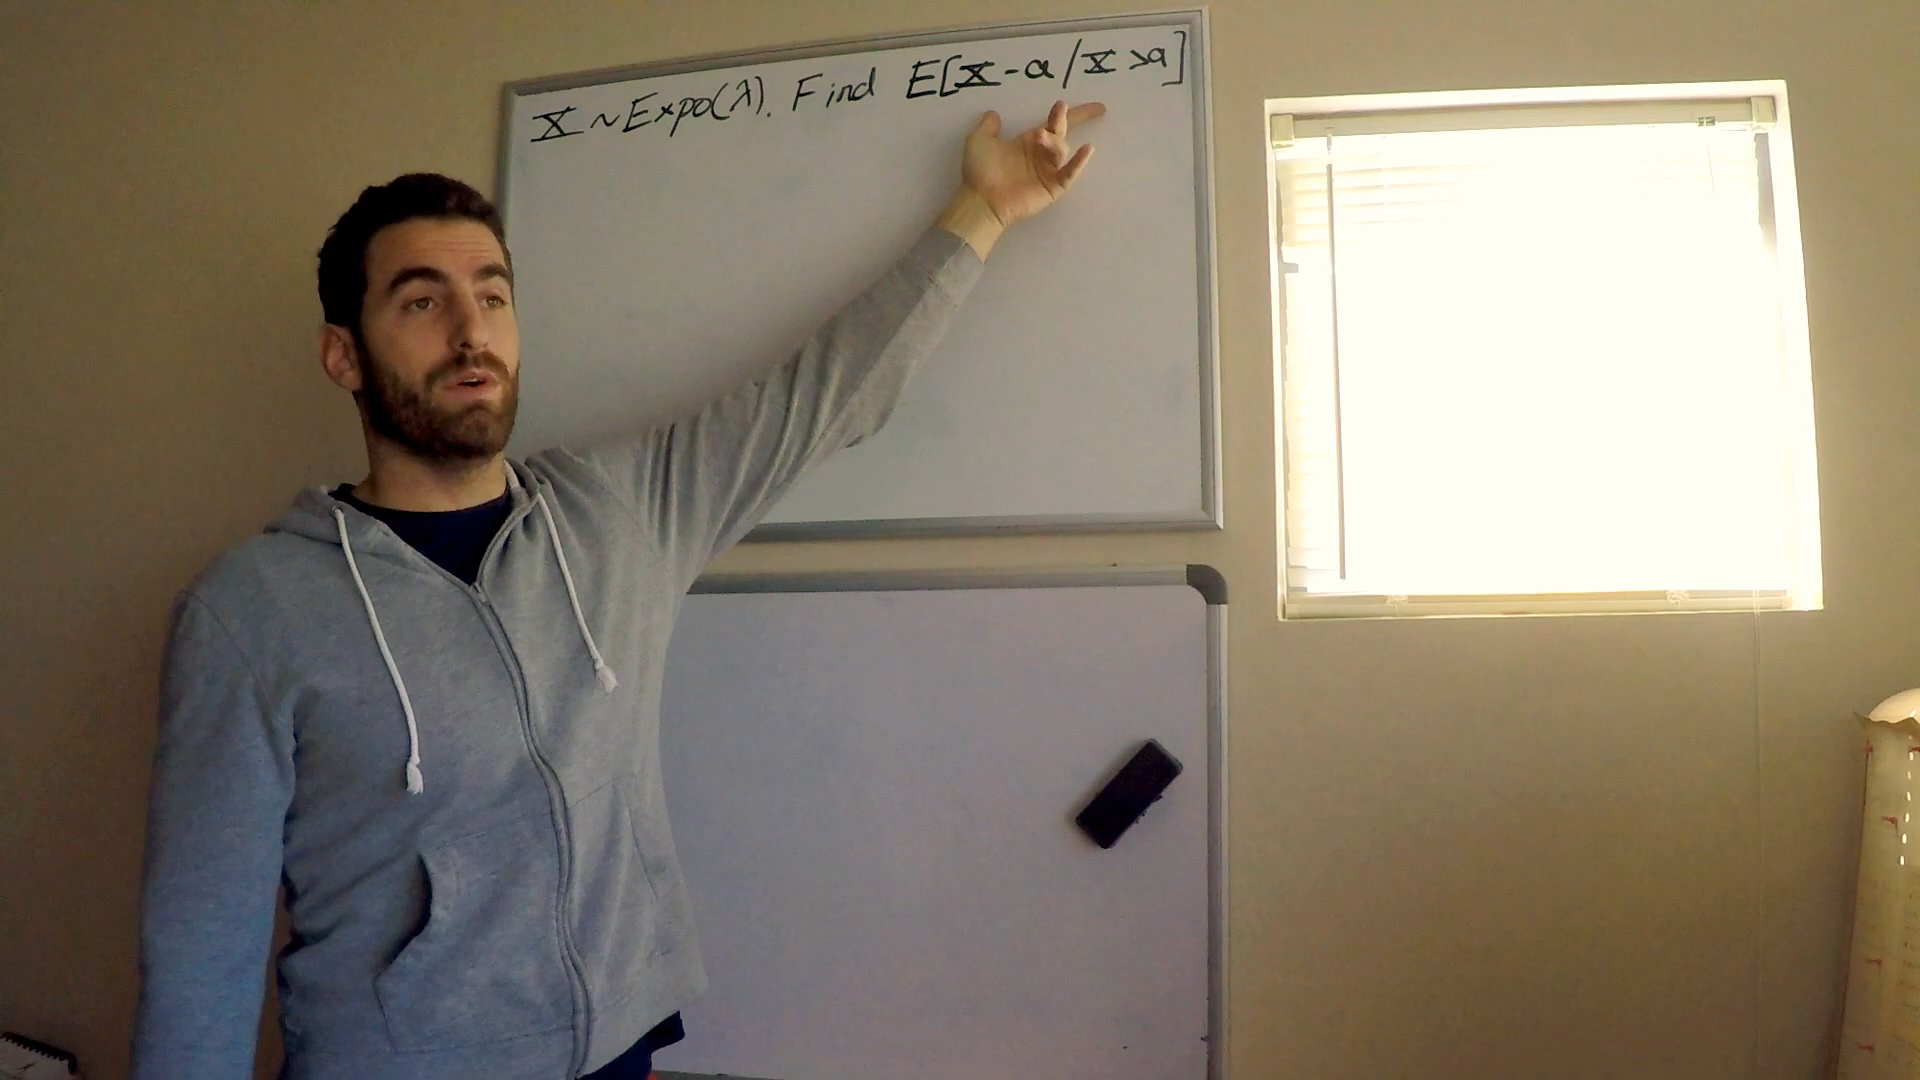 X ~ Expo(λ). Find E[X - a / X > a]